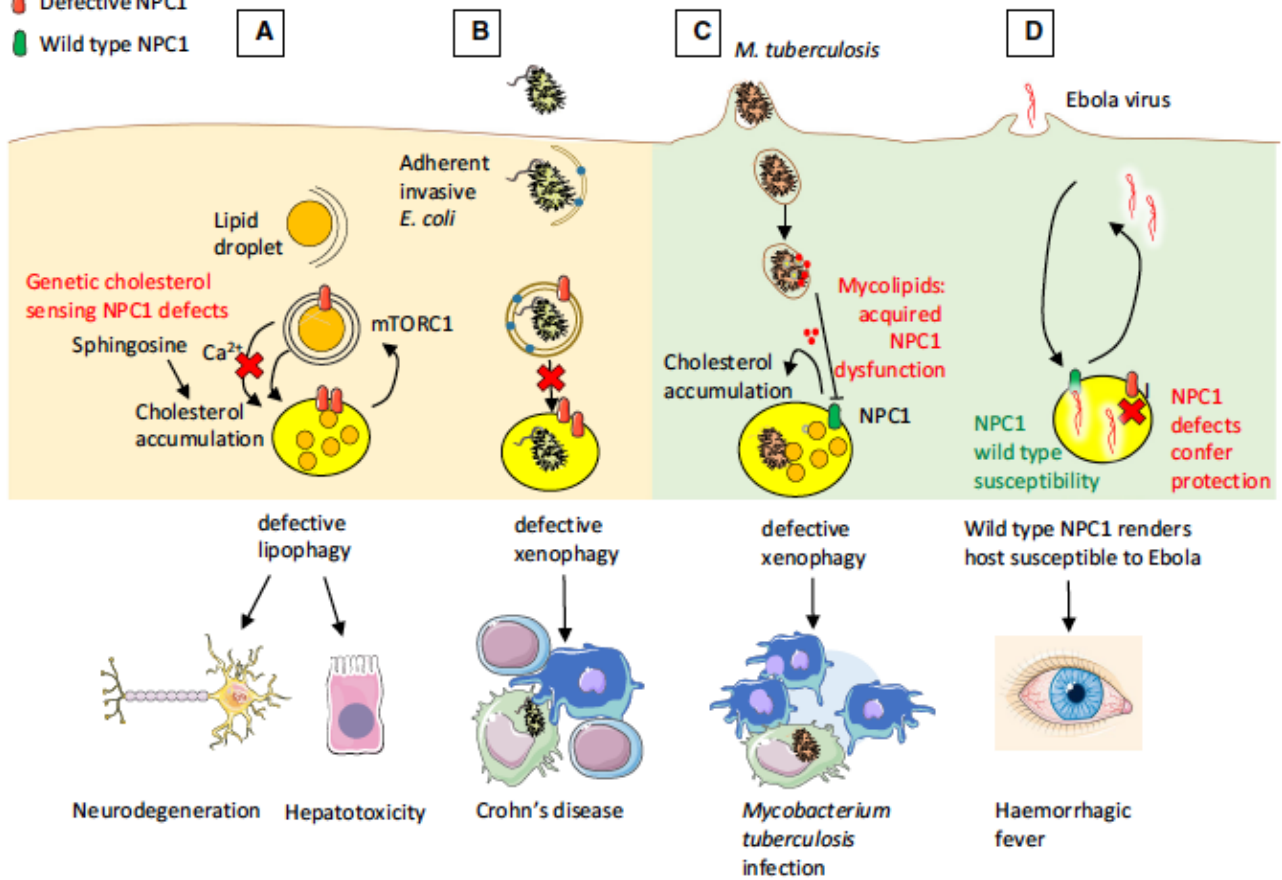 Defective NPC1
Wild type NPC1
A
B
C
D
M. tuberculosis
Ebola virus
Adherent
invasive
E. coli
Lipid
droplet
Genetic cholesterol
sensing NPC1 defects
Sphingosine
Ca2+
mTORC1
Cholesterol
accumulation
Mycolipids:
acquired
NPC1
dysfunction
Cholesterol
accumulation
NPC1
NPC1
wild type
susceptibility
NPC1
defects
confer
protection
defective
lipophagy
defective
xenophagy
defective
xenophagy
Wild type NPC1 renders
host susceptible to Ebola
Neurodegeneration
Hepatotoxicity
Crohn's disease
Mycobacterium
tuberculosis
infection
Haemorrhagic
fever